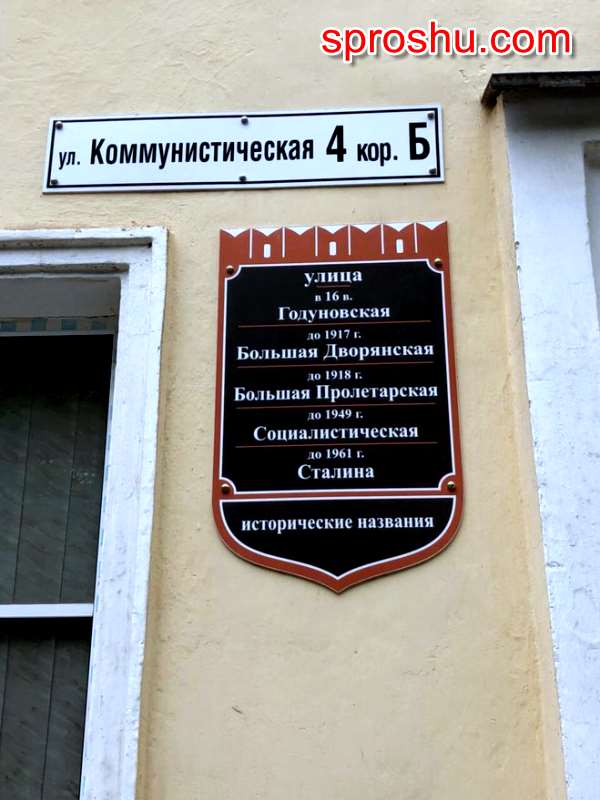 sproshu.com
ул. Коммунистическая 4 кор. Б
улица
в 16 в.
Годуновская
до 1917 г.
Большая Дворянская
до 1918 г.
Большая Пролетарская
до 1949 г.
Социалистическая
до 1961 г.
Сталина
исторические названия